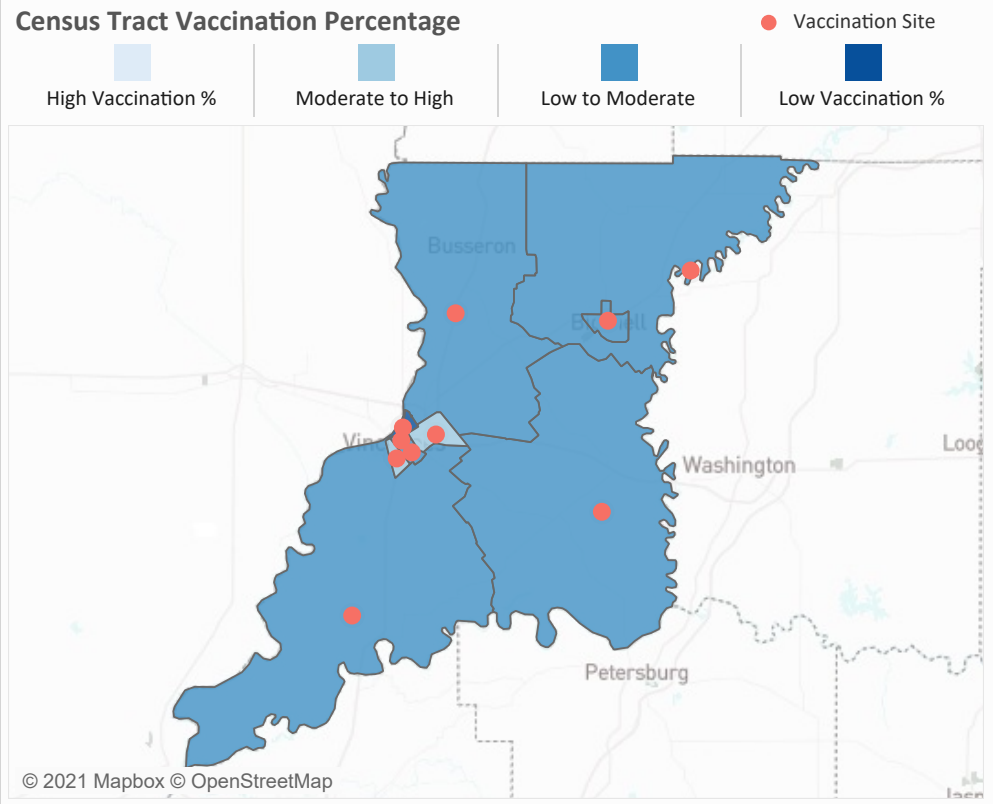 Census Tract Vaccination Percentage
Vaccination Site
High Vaccination %
Moderate to High
Low to Moderate
Low Vaccination %
Busseron
Washington
Petersburg
© 2021 Mapbox © OpenStreetMap